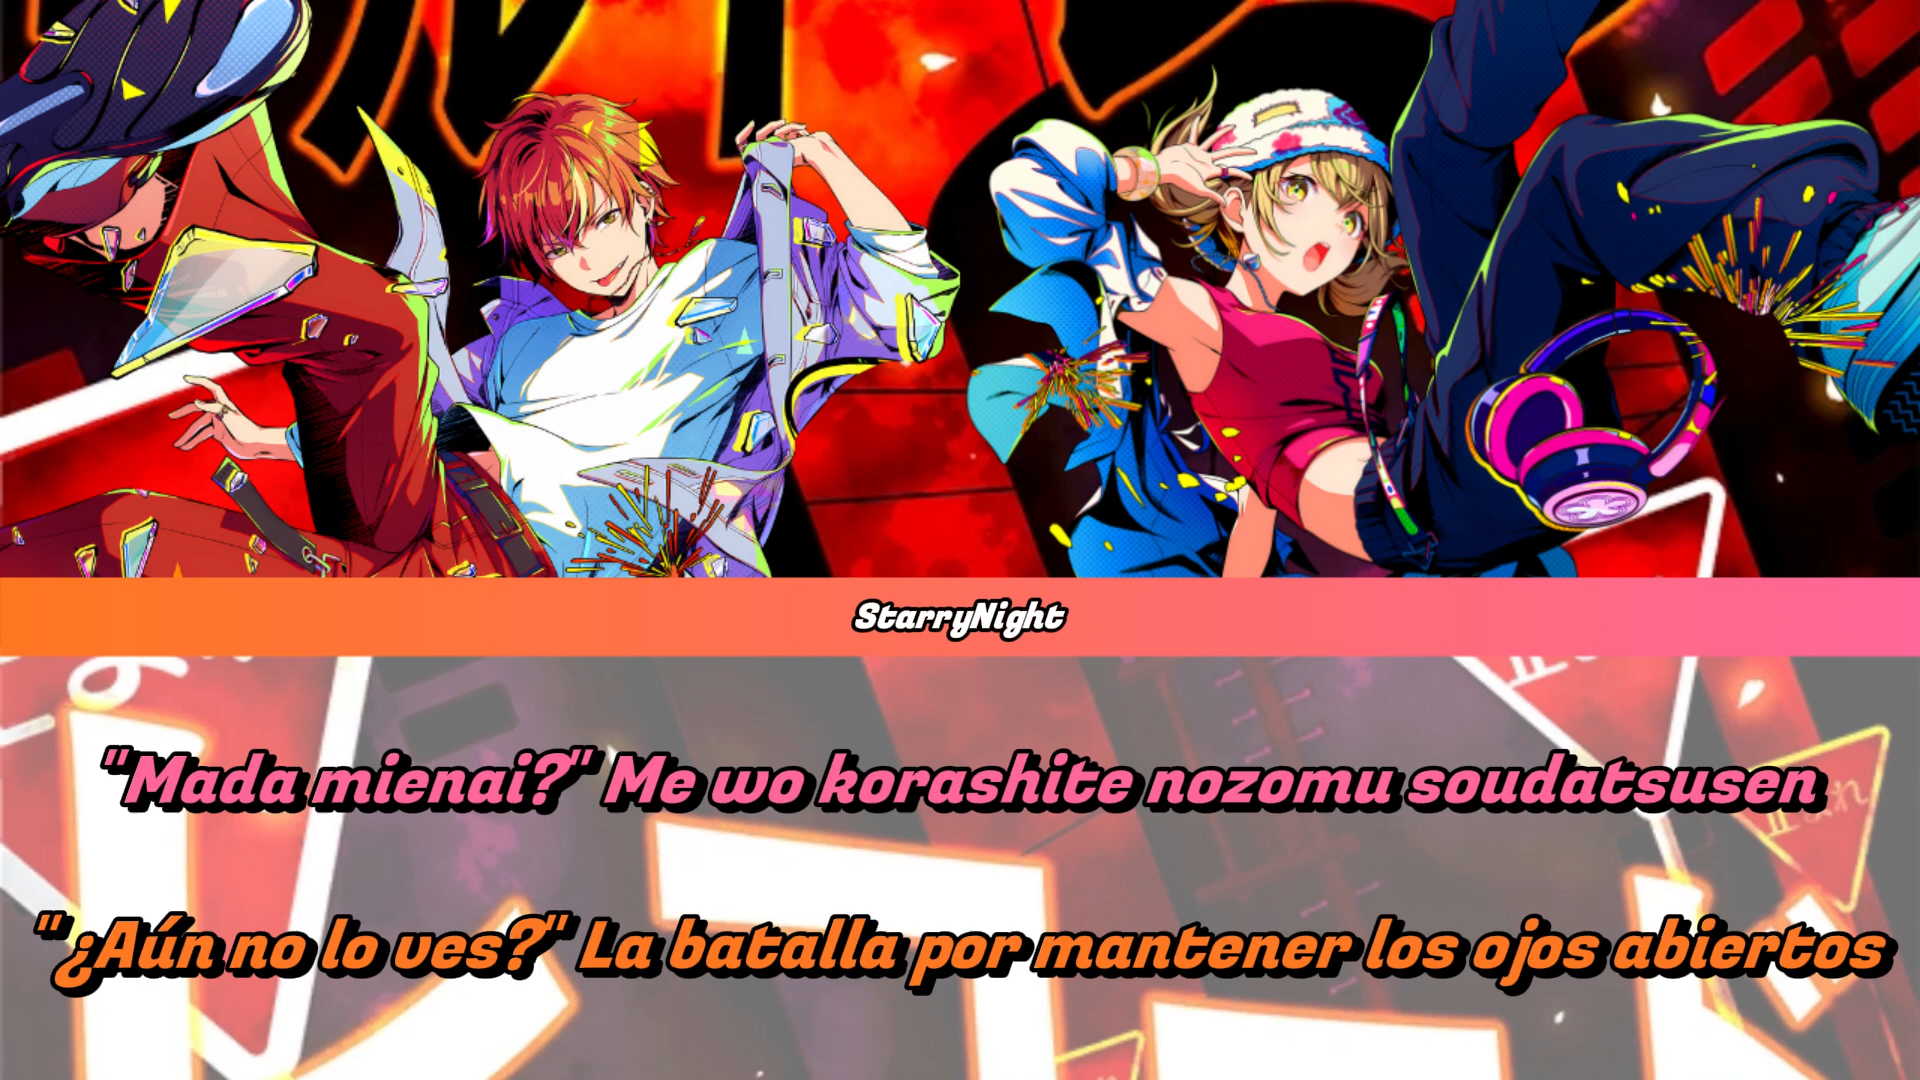 StarryNight
"Mada mienai?" Me wo korashite nozomu soudatsusen
"¿Aún no lo ves?" La batalla por mantener los ojos abiertos